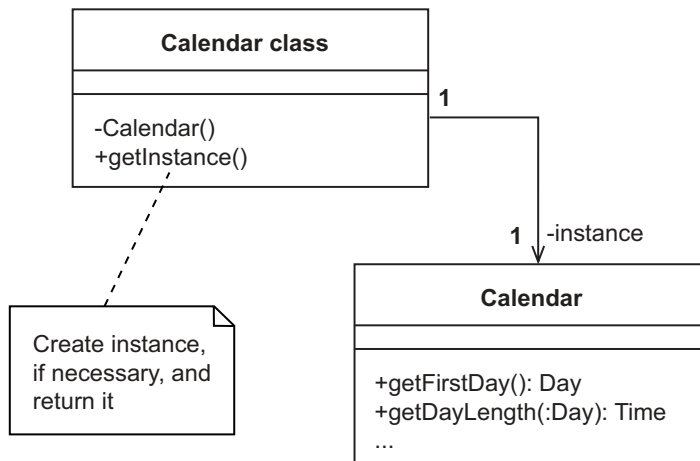 Calendar class
-Calendar()
+getInstance()
1
1
-instance
Create instance,
if necessary, and
return it
Calendar
+getFirstDay(): Day
+getDayLength(:Day): Time
...